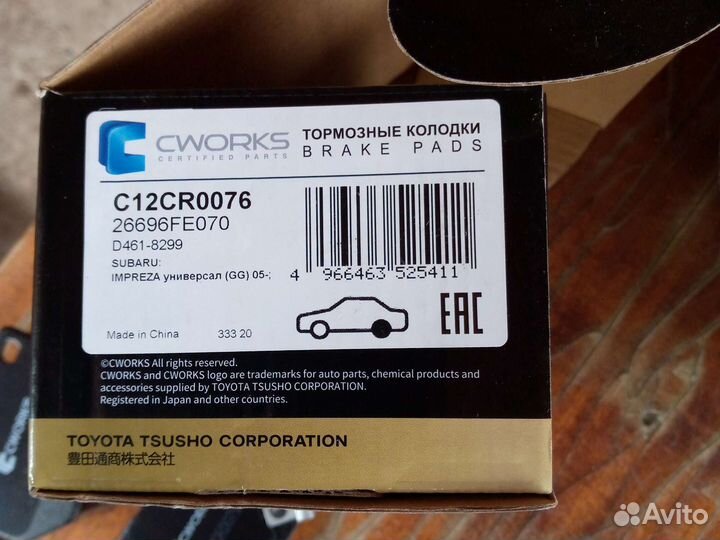 CWORKS
CERTIFIED PARTS
ТОРМОЗНЫЕ КОЛОДКИ
BRAKE PADS
C12CR0076
26696FE070
D461-8299
SUBARU:
IMPREZA универсал (GG) 05-;
4 966463 525411
EAC
Made in China 333 20
©CWORKS All rights reserved.
CWORKS and CWORKS logo are trademarks for auto parts, chemical products and
accessories supplied by TOYOTA TSUSHO CORPORATION.
Registered in Japan and other countries.
TOYOTA TSUSHO CORPORATION
豊田通商株式会社
CWORKS
CWORKS
Avito